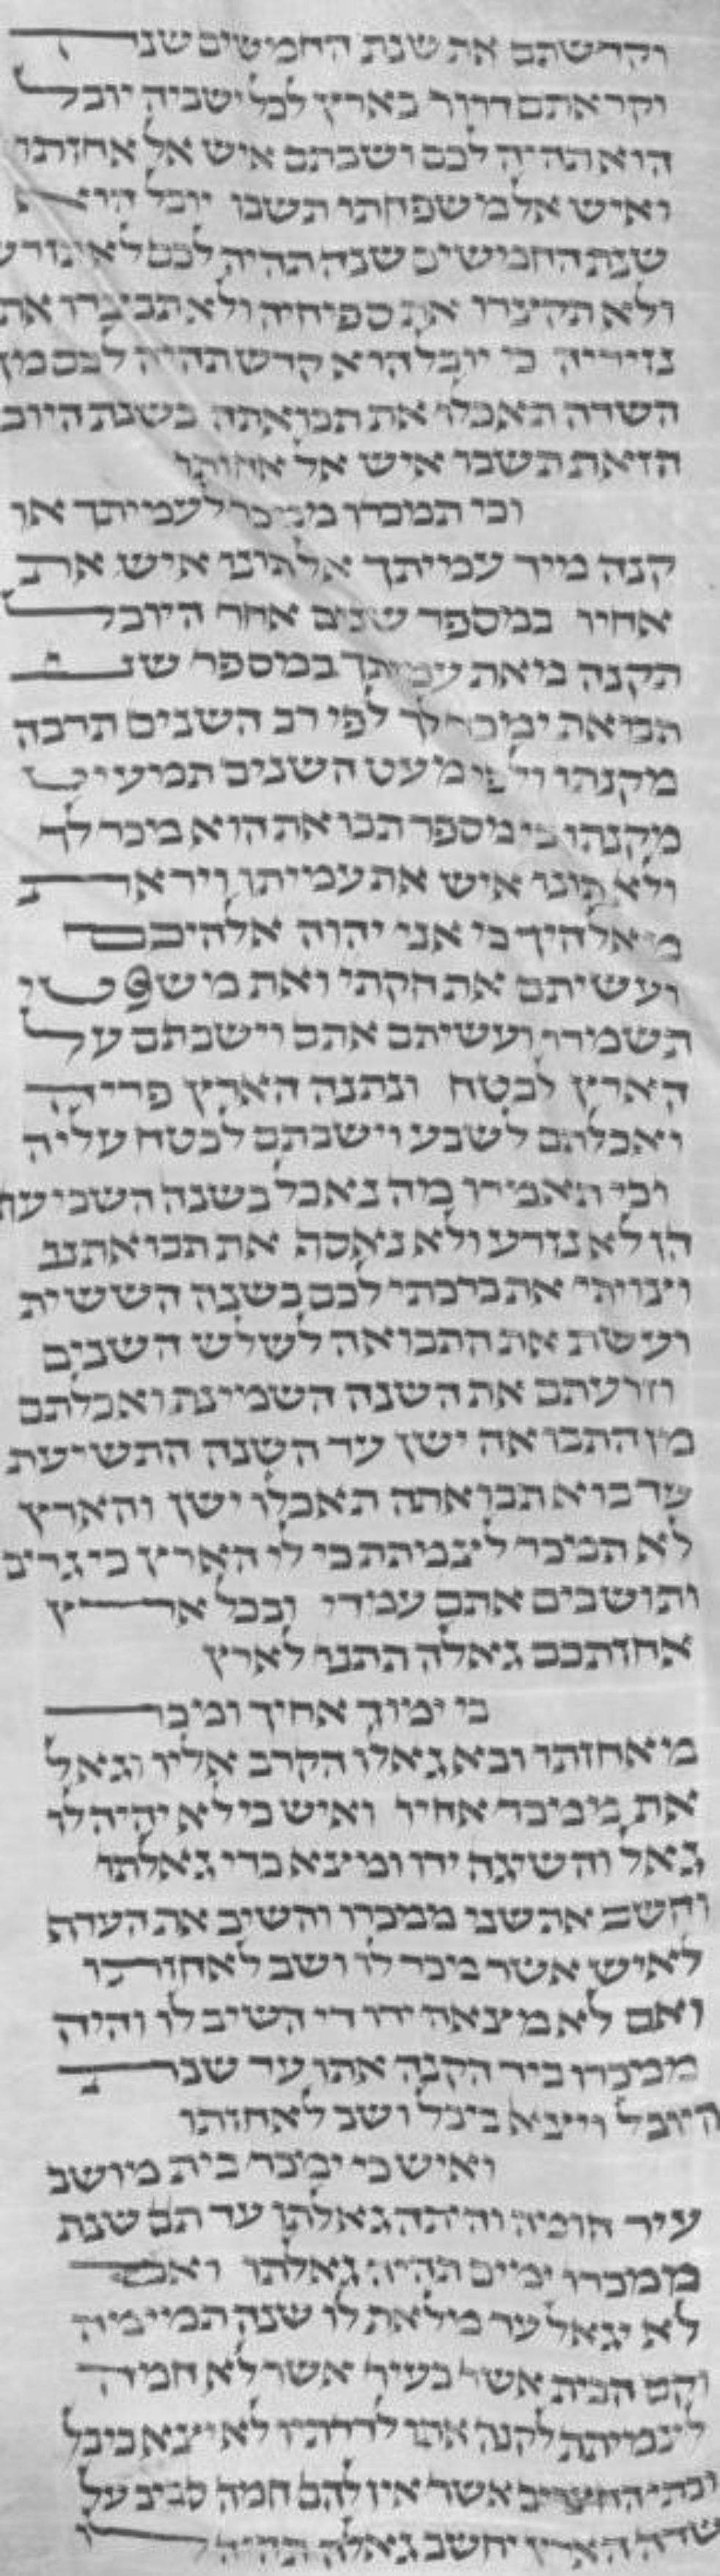 וקדשתם את שנת החמישים שנה
וקראתם דרור בארץ לכל ישביה יובל
הוא תהיה לכם ושבתם איש אל אחזתו
ואיש אל משפחתו תשבו יובל הוא
שנת החמישים שנה תהיה לכם לא תזרעו
ולא תקצרו את ספיחיה ולא תבצרו את
נזיריה כי יובל הוא קדש תהיה לכם מן
השדה תאכלו את תבואתה בשנת היובל
הזאת תשבו איש אל אחזתו
וכי תמכרו ממכר לעמיתך או
קנה מיד עמיתך אל תונו איש את
אחיו במספר שנים אחר היובל
תקנה מאת עמיתך במספר שני
תבואת ימכר לך לפי רב השנים תרבה
מקנתו ולפי מעט השנים תמעיט
מקנתו כי מספר תבואת הוא מכר לך
ולא תונו איש את עמיתו ויראת
מאלהיך כי אני יהוה אלהיכם
ועשיתם את חקתי ואת משפטי
תשמרו ועשיתם אתם וישבתם על
הארץ לבטח ונתנה הארץ פריה
ואכלתם לשבע וישבתם לבטח עליה
וכי תאמרו מה נאכל בשנה השביעת
הן לא נזרע ולא נאסף את תבואתנו
וצויתי את ברכתי לכם בשנה הששית
ועשת את התבואה לשלש השנים
וזרעתם את השנה השמינת ואכלתם
מן התבואה ישן עד השנה התשיעת
עד בוא תבואתה תאכלו ישן והארץ
לא תמכר לצמתת כי לי הארץ כי גרים
ותושבים אתם עמדי ובכל ארץ
אחזתכם גאלה תתנו לארץ
כי ימוך אחיך ומכר
מאחזתו ובא גאלו הקרב אליו וגאל
את ממכר אחיו ואיש כי לא יהיה לו
גאל והשיגה ידו ומצא כדי גאלתו
וחשב את שני ממכרו והשיב את העדף
לאיש אשר מכר לו ושב לאחזתו
ואם לא מצאה ידו די השיב לו והיה
ממכרו ביד הקנה אתו עד שנת
היובל ויצא ביבל ושב לאחזתו
ואיש כי ימכר בית מושב
עיר חומה והיתה גאלתו עד תם שנת
ממכרו ימים תהיה גאלתו ואם
לא יגאל עד מלאת לו שנה תמימה
וקם הבית אשר בעיר אשר לא חמה
לצמיתת לקנה אתו לדרתיו לא יצא ביבל
ובתי החצרים אשר אין להם חמה סביב על
שדה הארץ יחשב גאלה תהיה לו